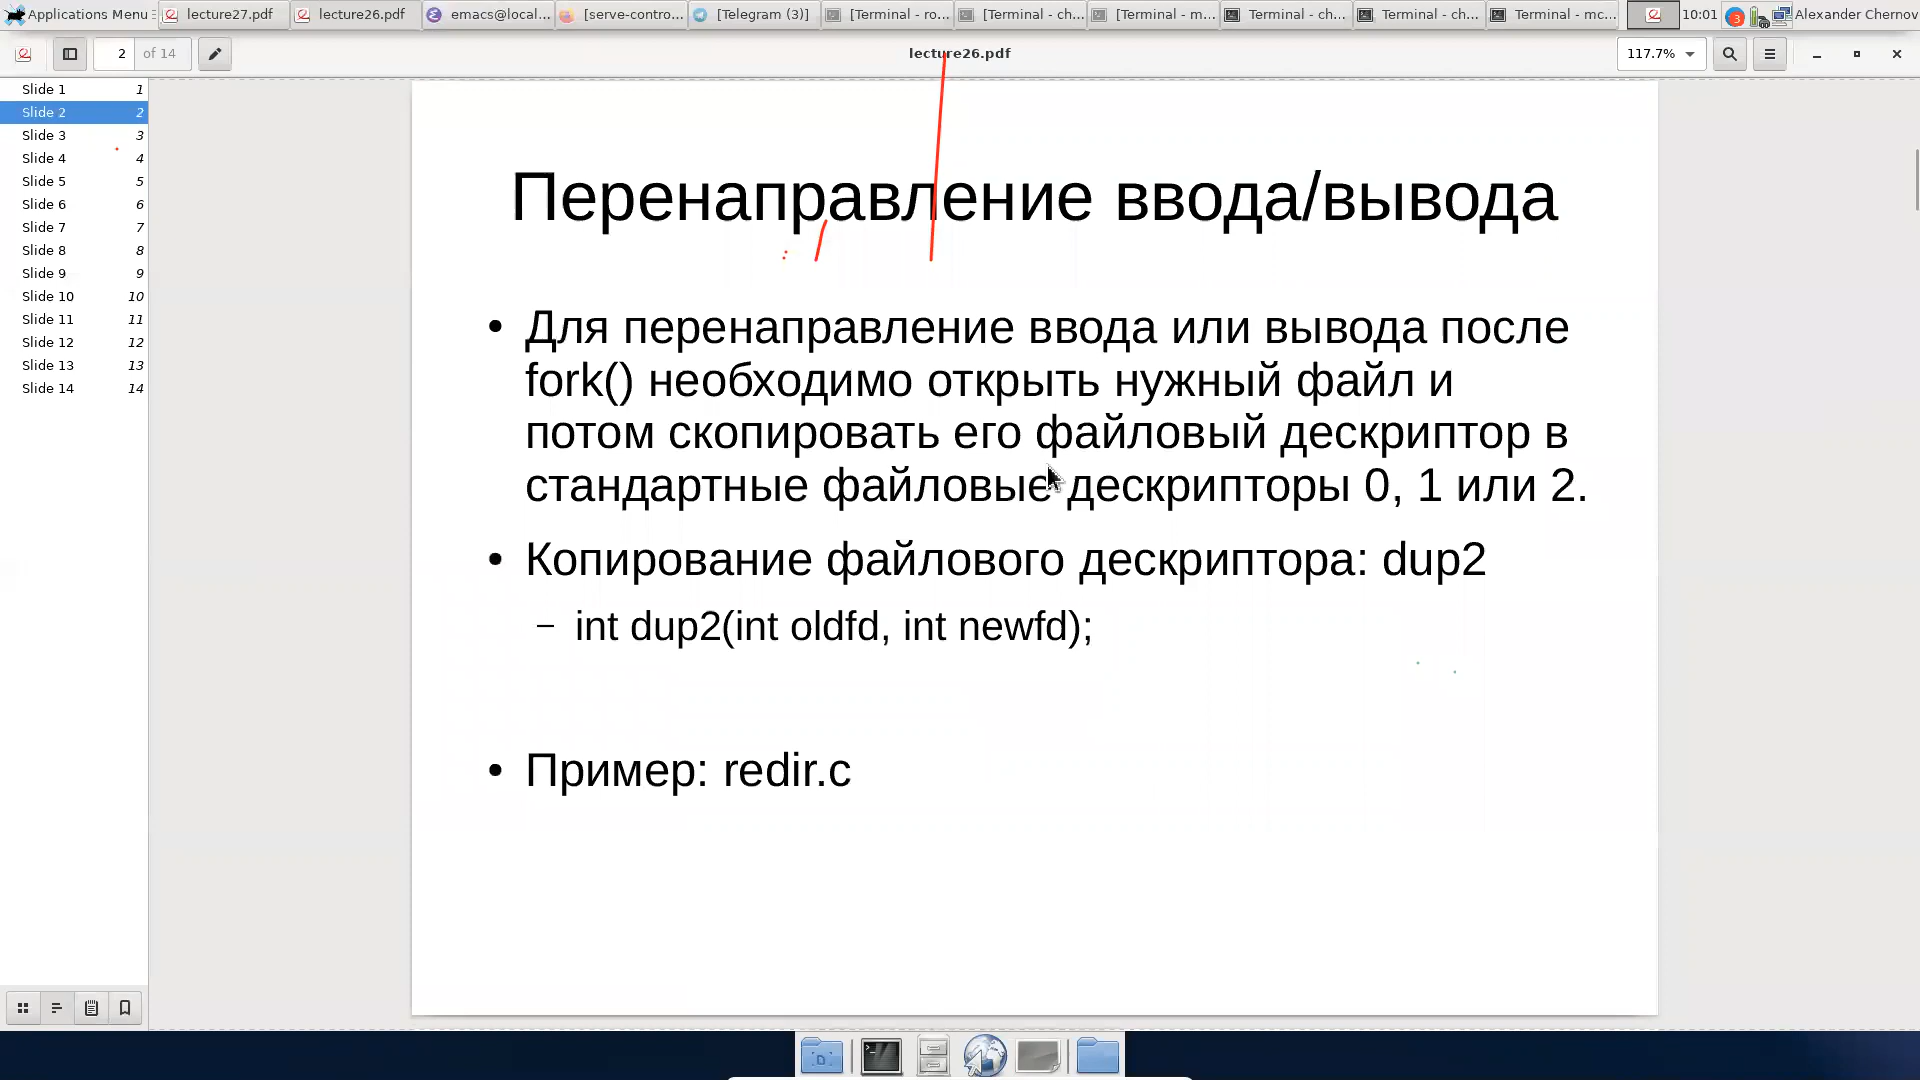 Applications Menu
lecture27.pdf
lecture26.pdf
emacs@local...
[serve-contro...
[Telegram (3)]
[Terminal - ro...
[Terminal - ch...
[Terminal - m...
Terminal - ch...
Terminal - ch...
Terminal - mc...
10:01
3
Alexander Chernov
2 of 14
lecture26.pdf
117.7%
Slide 1 1
Slide 2 2
Slide 3 3
Slide 4 4
Slide 5 5
Slide 6 6
Slide 7 7
Slide 8 8
Slide 9 9
Slide 10 10
Slide 11 11
Slide 12 12
Slide 13 13
Slide 14 14
Перенаправление ввода/вывода
• Для перенаправление ввода или вывода после
fork() необходимо открыть нужный файл и
потом скопировать его файловый дескриптор в
стандартные файловые дескрипторы 0, 1 или 2.
• Копирование файлового дескриптора: dup2
– int dup2(int oldfd, int newfd);
• Пример: redir.c